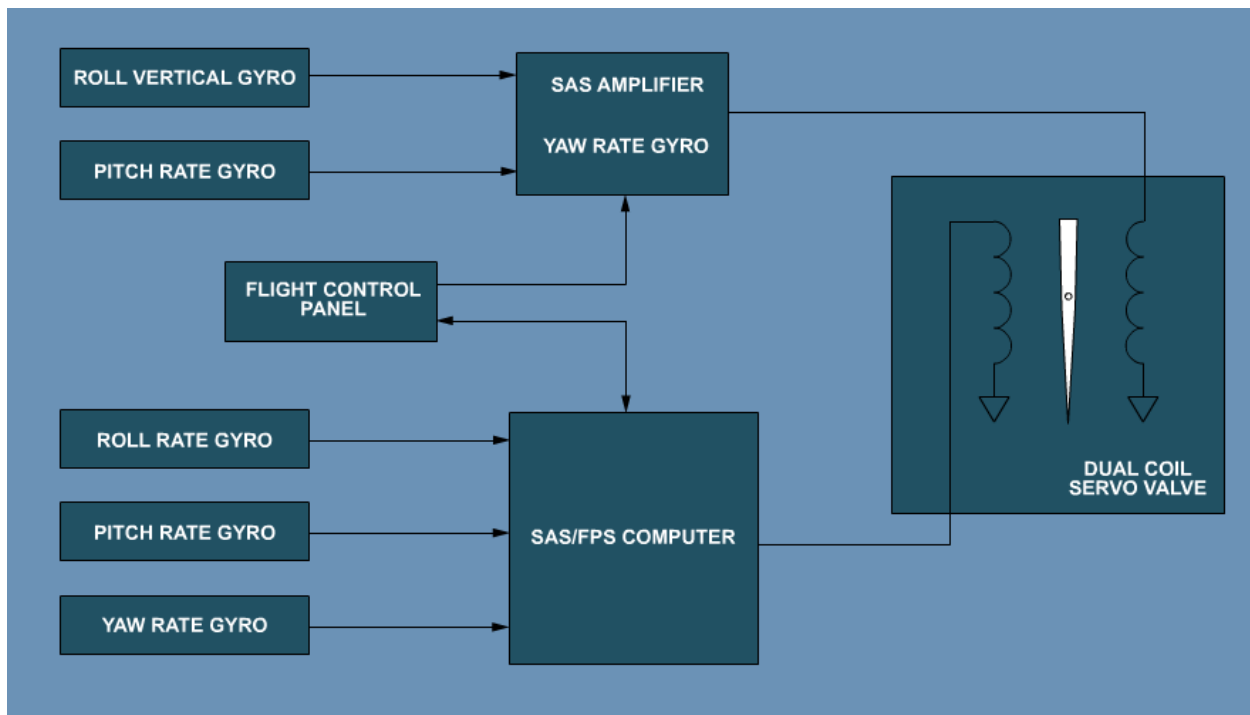 ROLL VERTICAL GYRO
SAS AMPLIFIER
YAW RATE GYRO
PITCH RATE GYRO
FLIGHT CONTROL
PANEL
ROLL RATE GYRO
PITCH RATE GYRO
YAW RATE GYRO
SAS/FPS COMPUTER
DUAL COIL
SERVO VALVE